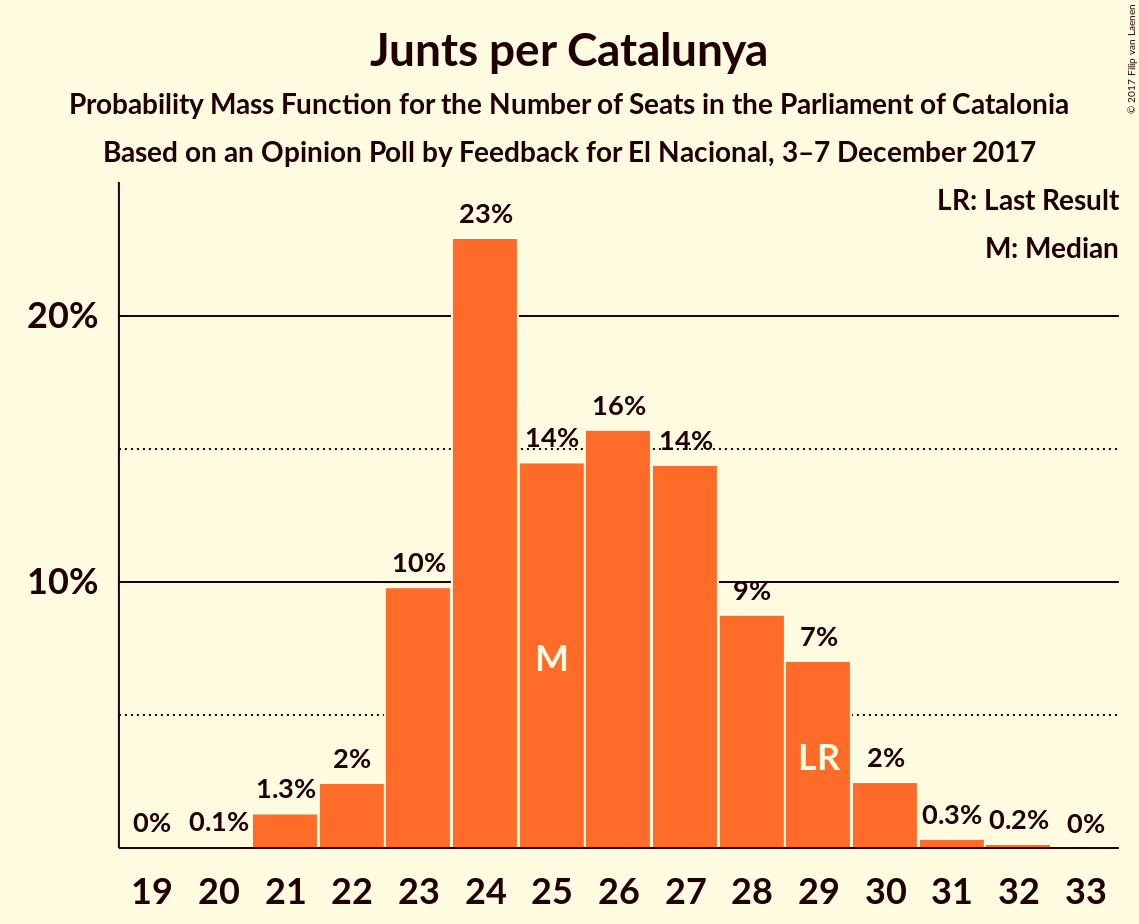 Junts per Catalunya
Probability Mass Function for the Number of Seats in the Parliament of Catalonia
Based on an Opinion Poll by Feedback for El Nacional, 3–7 December 2017
© 2017 Filip van Laenen
LR: Last Result
M: Median
20%
10%
0%
0.1%
1.3%
2%
10%
23%
14%
16%
14%
9%
7%
2%
0.3%
0.2%
0%
M
LR
19 20 21 22 23 24 25 26 27 28 29 30 31 32 33